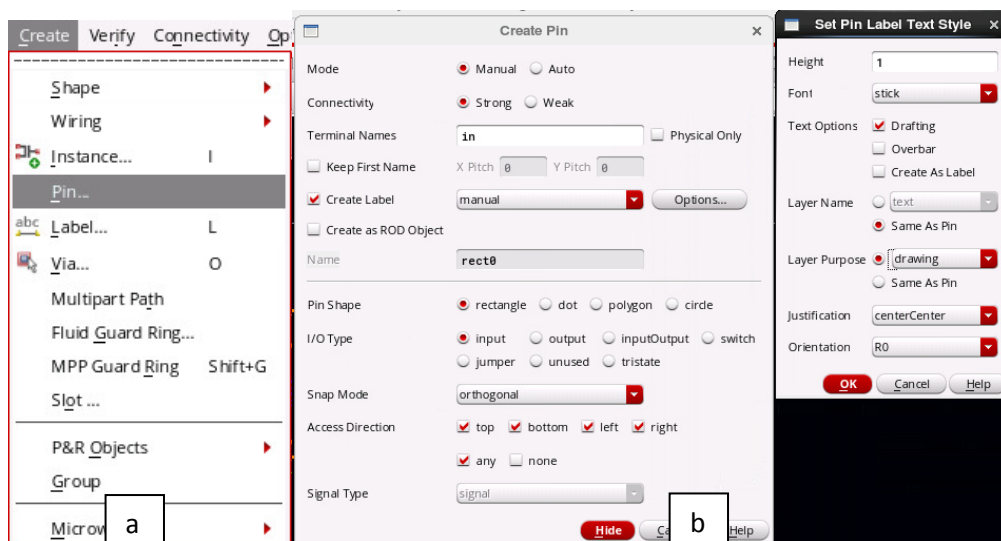 Create Verify Connectivity
Shape
Wiring
Instance... I
Pin...
abc Label... L
Via... O
Multipart Path
Fluid Guard Ring...
MPP Guard Ring Shift+G
Slot ...
P&R Objects
Group
a
Create Pin ×
Mode Manual Auto
Connectivity Strong Weak
Terminal Names in Physical Only
Keep First Name X Pitch 0 Y Pitch 0
Create Label manual Options...
Create as ROD Object
Name rect0
Pin Shape rectangle dot polygon circle
I/O Type input output inputOutput switch
jumper unused tristate
Snap Mode orthogonal
Access Direction top bottom left right
any none
Signal Type signal
Hide b Help
Set Pin Label Text Style ×
Height 1
Font stick
Text Options Drafting
Overbar
Create As Label
Layer Name text
Same As Pin
Layer Purpose drawing
Same As Pin
Justification centerCenter
Orientation R0
OK Cancel Help